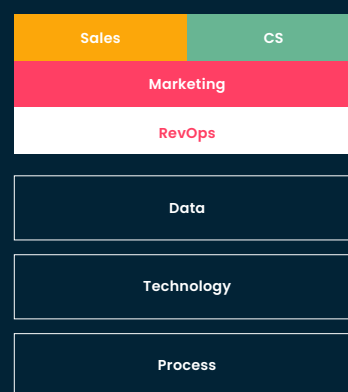 Sales
CS
Marketing
RevOps
Data
Technology
Process